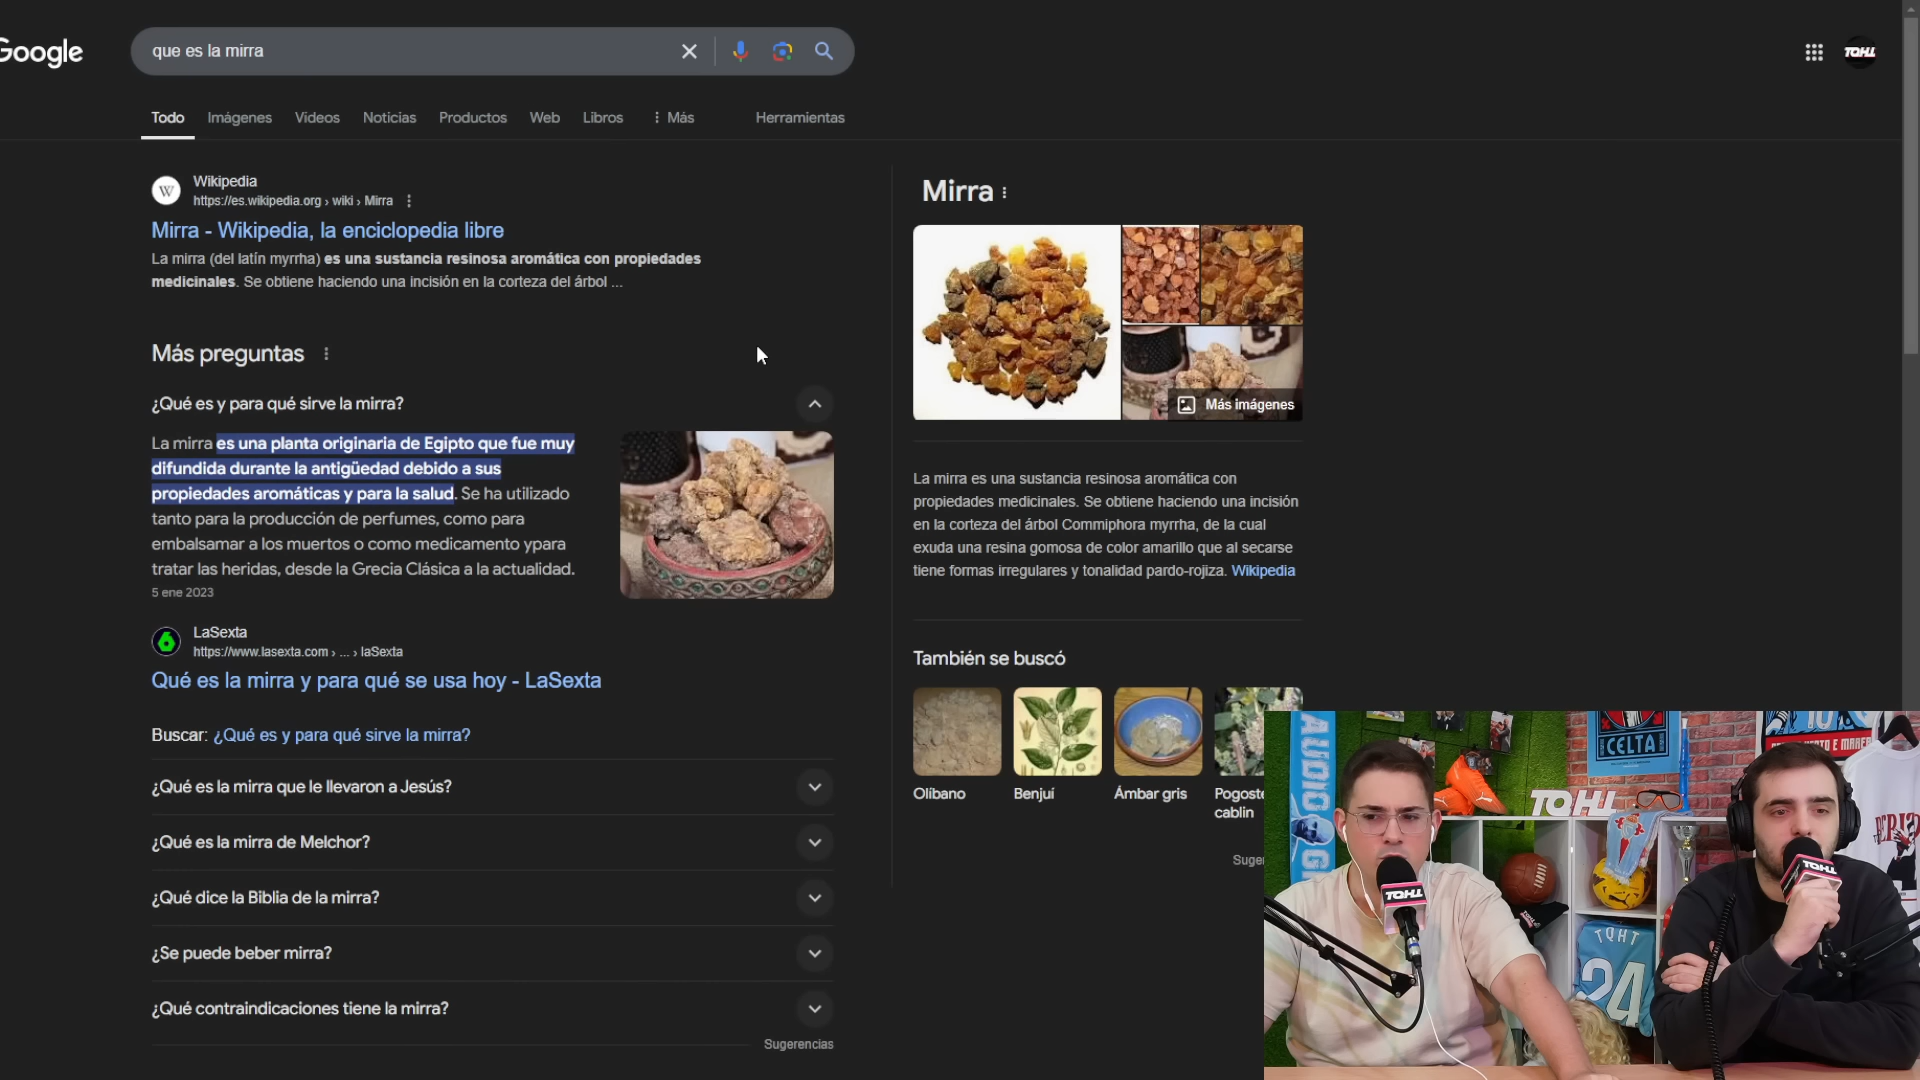 Google
que es la mirra
TQHT
Todo
Imágenes
Videos
Noticias
Productos
Web
Libros
Más
Herramientas
W
Wikipedia
https://es.wikipedia.org › wiki › Mirra
Mirra - Wikipedia, la enciclopedia libre
La mirra (del latín myrrha) es una sustancia resinosa aromática con propiedades
medicinales. Se obtiene haciendo una incisión en la corteza del árbol ...
Más preguntas
¿Qué es y para qué sirve la mirra?
La mirra es una planta originaria de Egipto que fue muy
difundida durante la antigüedad debido a sus
propiedades aromáticas y para la salud. Se ha utilizado
tanto para la producción de perfumes, como para
embalsamar a los muertos o como medicamento ypara
tratar las heridas, desde la Grecia Clásica a la actualidad.
5 ene 2023
LaSexta
https://www.lasexta.com › ... › laSexta
Qué es la mirra y para qué se usa hoy - LaSexta
Buscar: ¿Qué es y para qué sirve la mirra?
¿Qué es la mirra que le llevaron a Jesús?
¿Qué es la mirra de Melchor?
¿Qué dice la Biblia de la mirra?
¿Se puede beber mirra?
¿Qué contraindicaciones tiene la mirra?
Sugerencias
Mirra
Más imágenes
La mirra es una sustancia resinosa aromática con
propiedades medicinales. Se obtiene haciendo una incisión
en la corteza del árbol Commiphora myrrha, de la cual
exuda una resina gomosa de color amarillo que al secarse
tiene formas irregulares y tonalidad pardo-rojiza. Wikipedia
También se buscó
Olíbano
Benjuí
Ámbar gris
Pogoste
cablin
Suge
CELTA
TQHT
TQHT
TQHT
TQHT
24